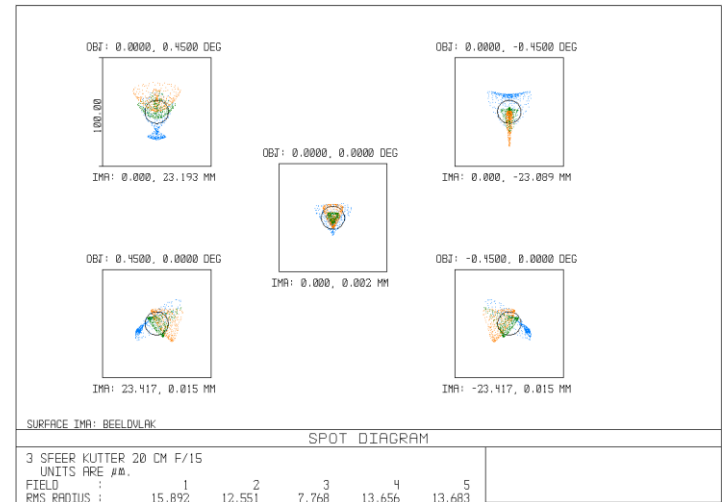 OBJ: 0.0000, 0.4500 DEG
OBJ: 0.0000, -0.4500 DEG
100.00
IMA: 0.000, 23.193 MM
IMA: 0.000, -23.089 MM
OBJ: 0.0000, 0.0000 DEG
IMA: 0.000, 0.002 MM
OBJ: 0.4500, 0.0000 DEG
OBJ: -0.4500, 0.0000 DEG
IMA: 23.417, 0.015 MM
IMA: -23.417, 0.015 MM
SURFACE IMA: BEELDVLAK
SPOT DIAGRAM
3 SFEER KUTTER 20 CM F/15
UNITS ARE µm.
FIELD : 1 2 3 4 5
RMS RADIUS : 15.892 12.551 7.768 13.656 13.683